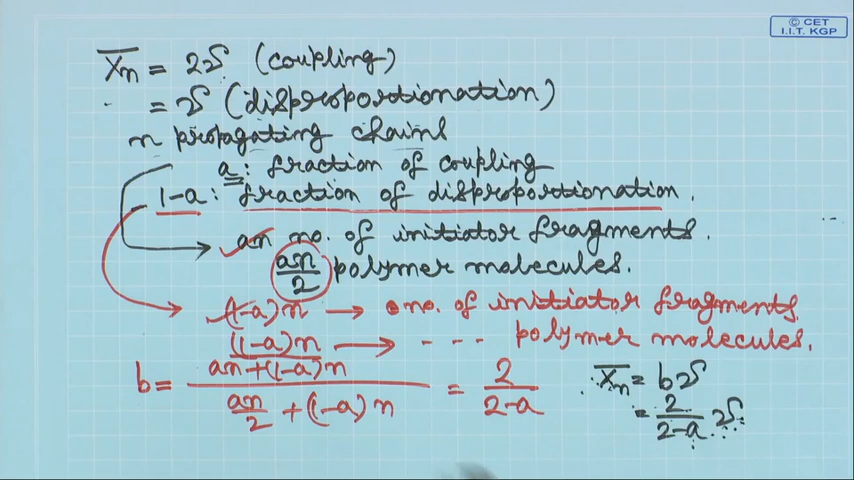 © CET
I.I.T. KGP
X̅n = 2ν (coupling)
= ν (disproportionation)
n propagating chains
a: fraction of coupling
1-a: fraction of disproportionation.
an no. of initiator fragments.
an/2 polymer molecules.
(1-a)n → no. of initiator fragments.
(1-a)n → - - - polymer molecules.
b = (an+(1-a)n)/(an/2 + (1-a)n) = 2/(2-a)
X̅n = bν
= 2/(2-a) ν